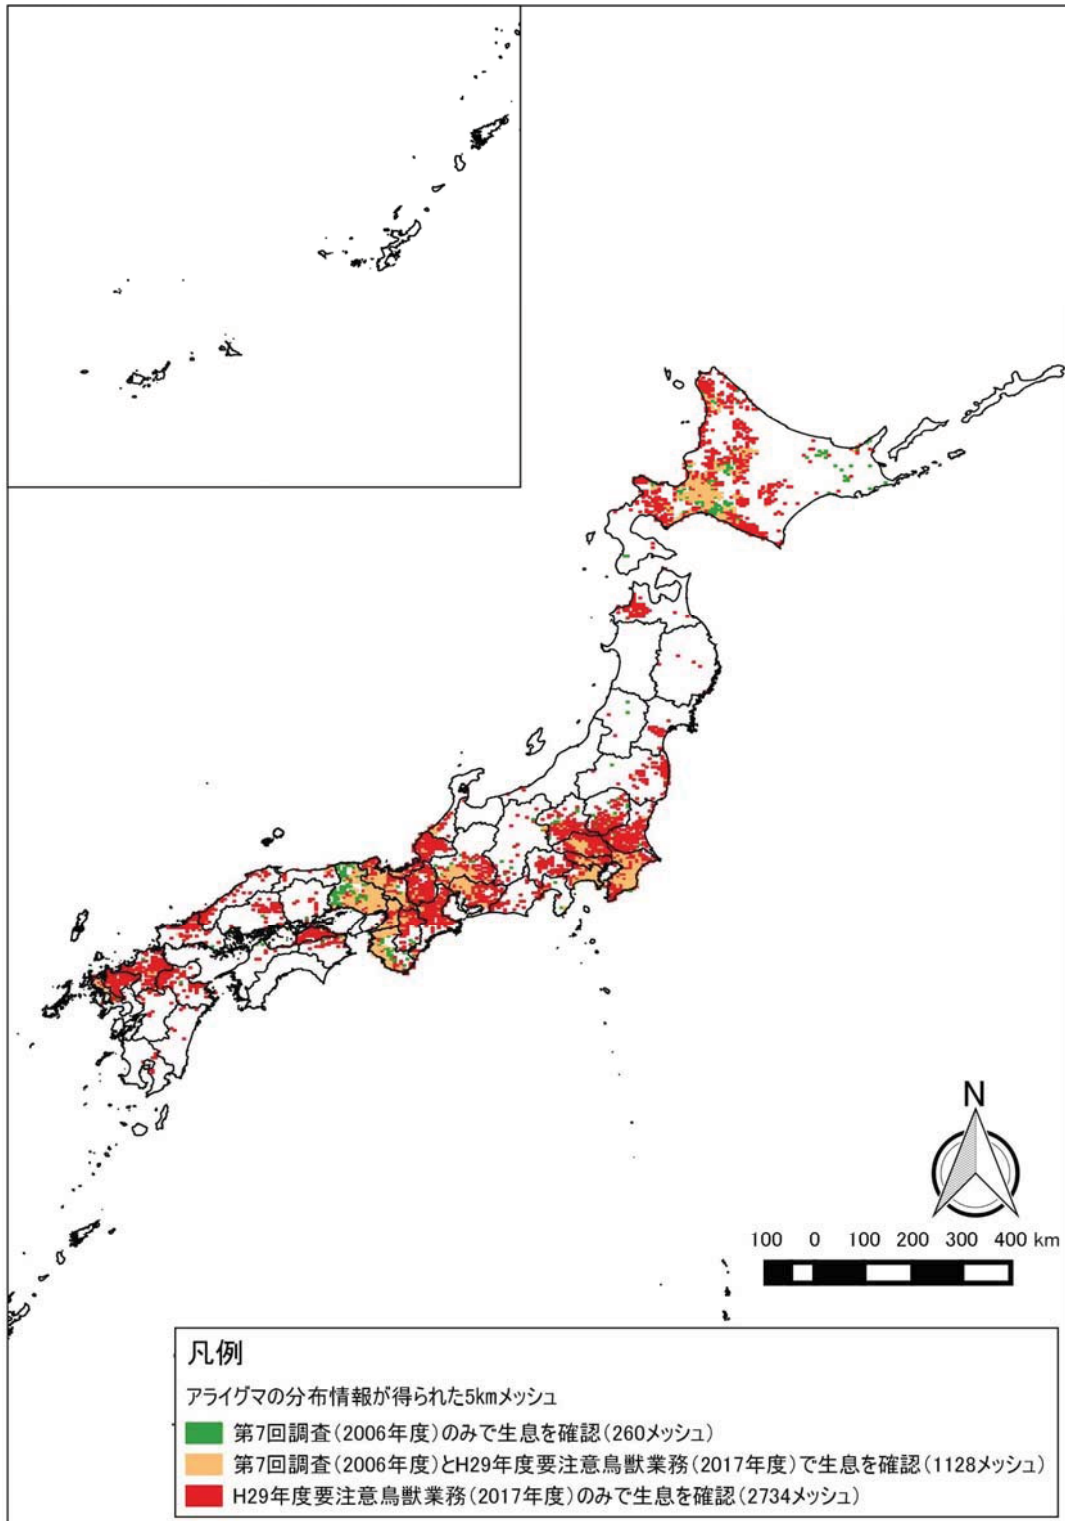 N
100 0 100 200 300 400 km
凡例
アライグマの分布情報が得られた5kmメッシュ
第7回調査(2006年度)のみで生息を確認(260メッシュ)
第7回調査(2006年度)とH29年度要注意鳥獣業務(2017年度)で生息を確認(1128メッシュ)
H29年度要注意鳥獣業務(2017年度)のみで生息を確認(2734メッシュ)